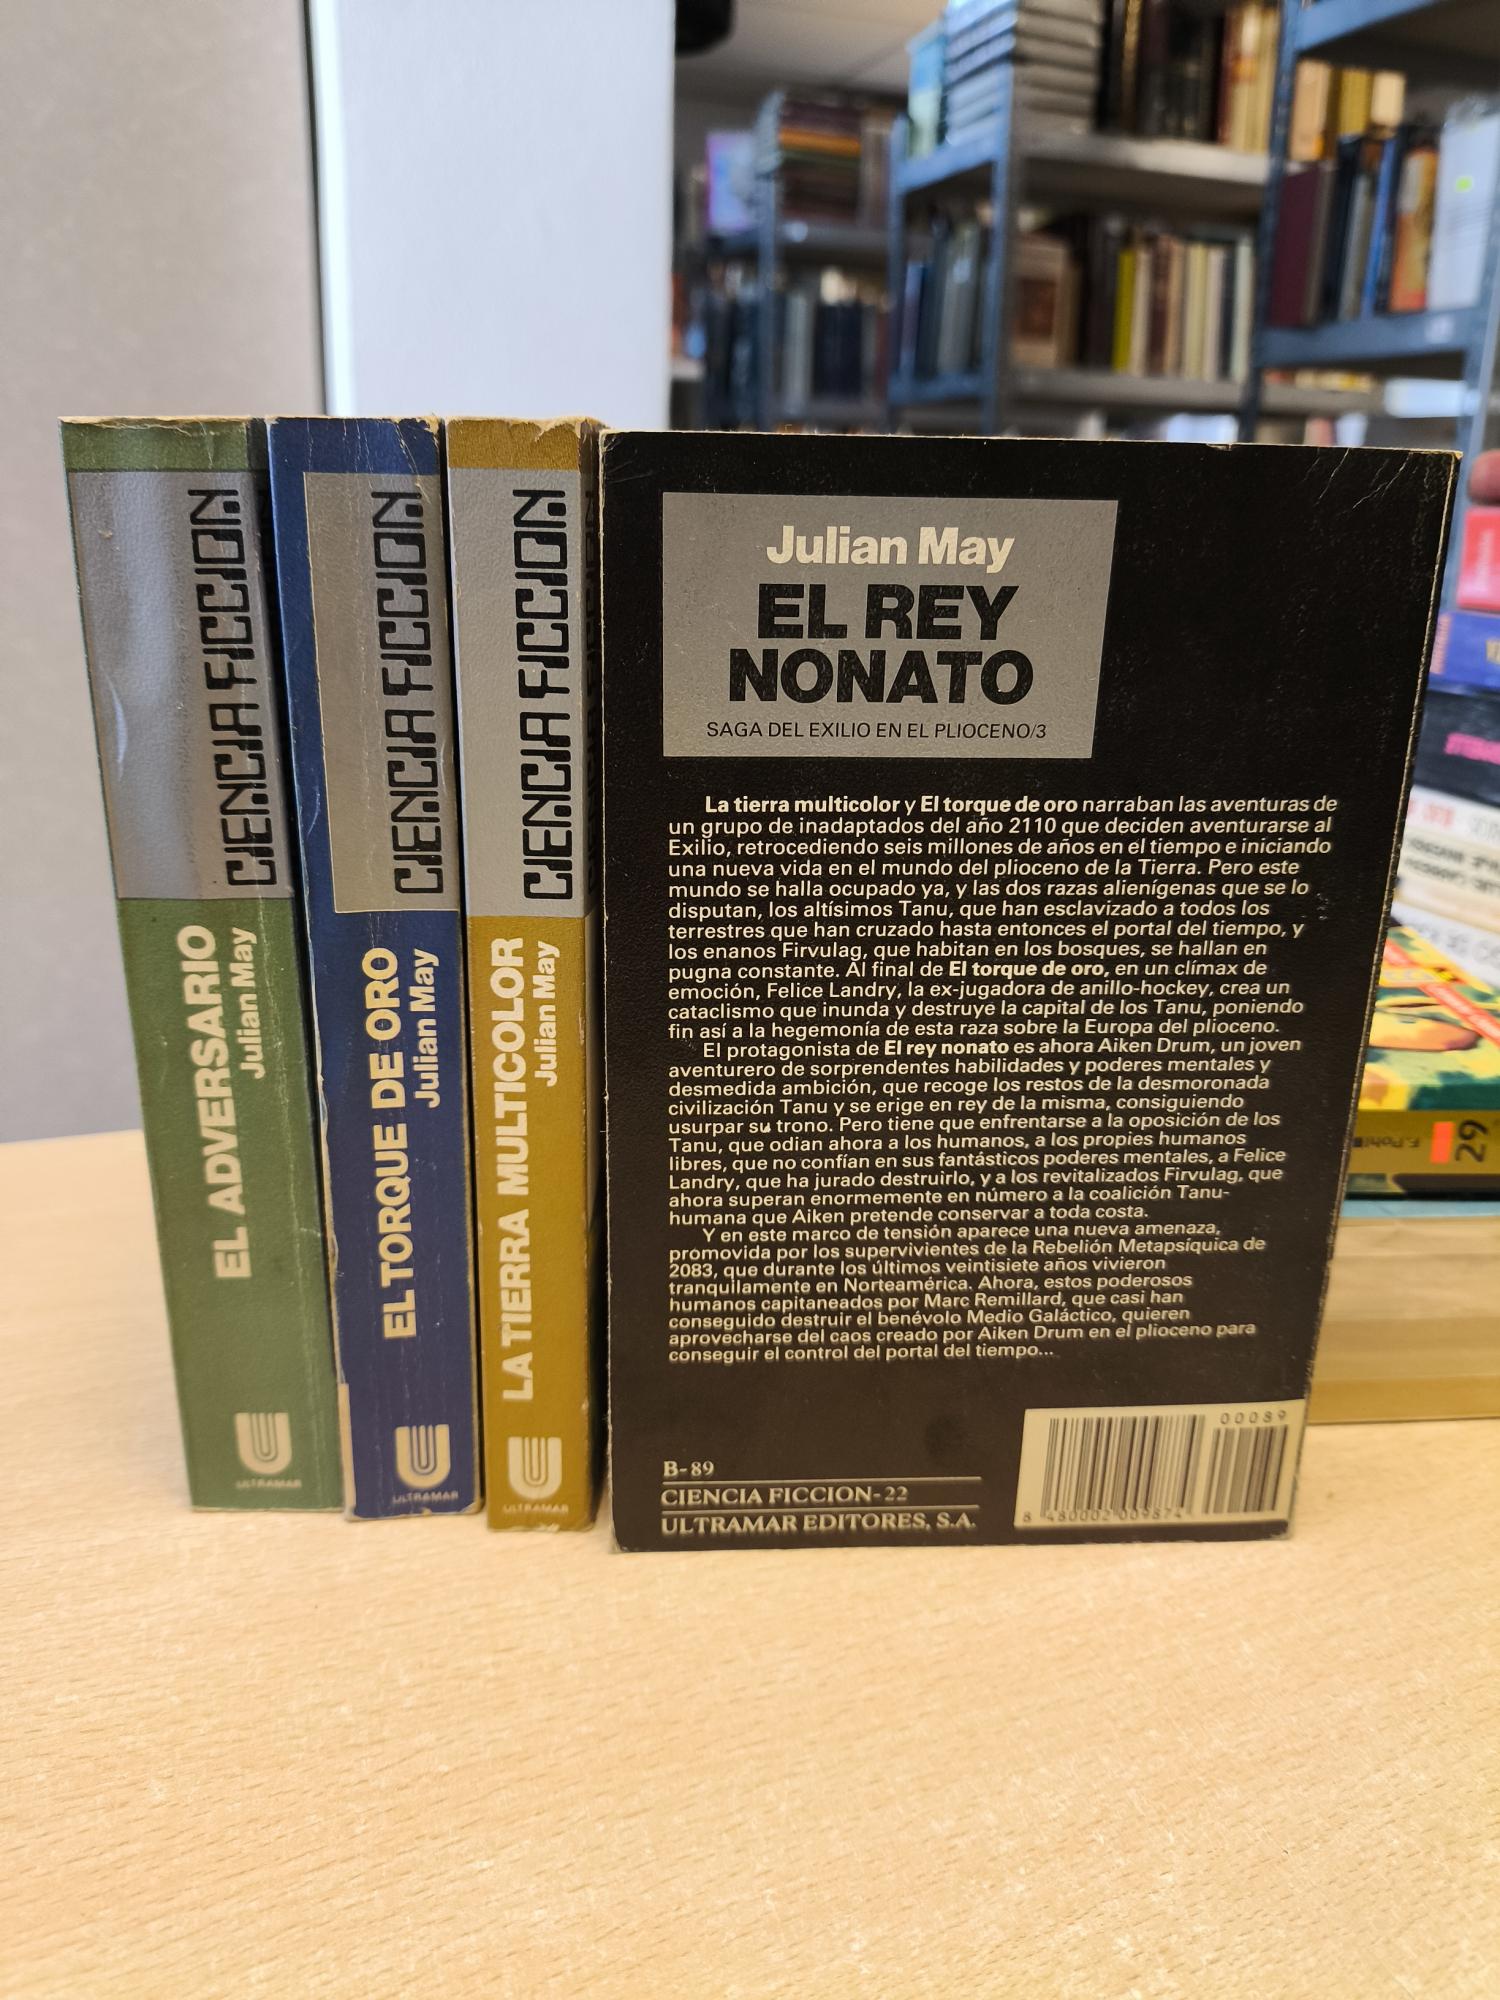 CIENCIA FICCION
EL ADVERSARIO
Julian May
ULTRAMAR
CIENCIA FICCION
EL TORQUE DE ORO
Julian May
ULTRAMAR
CIENCIA FICCION
LA TIERRA MULTICOLOR
Julian May
ULTRAMAR
Julian May
EL REY
NONATO
SAGA DEL EXILIO EN EL PLIOCENO/3
La tierra multicolor y El torque de oro narraban las aventuras de
un grupo de inadaptados del año 2110 que deciden aventurarse al
Exilio, retrocediendo seis millones de años en el tiempo e iniciando
una nueva vida en el mundo del plioceno de la Tierra. Pero este
mundo se halla ocupado ya, y las dos razas alienígenas que se lo
disputan, los altísimos Tanu, que han esclavizado a todos los
terrestres que han cruzado hasta entonces el portal del tiempo, y
los enanos Firvulag, que habitan en los bosques, se hallan en
pugna constante. Al final de El torque de oro, en un clímax de
emoción, Felice Landry, la ex-jugadora de anillo-hockey, crea un
cataclismo que inunda y destruye la capital de los Tanu, poniendo
fin así a la hegemonía de esta raza sobre la Europa del plioceno.
El protagonista de El rey nonato es ahora Aiken Drum, un joven
aventurero de sorprendentes habilidades y poderes mentales y
desmedida ambición, que recoge los restos de la desmoronada
civilización Tanu y se erige en rey de la misma, consiguiendo
usurpar su trono. Pero tiene que enfrentarse a la oposición de los
Tanu, que odian ahora a los humanos, a los propies humanos
libres, que no confían en sus fantásticos poderes mentales, a Felice
Landry, que ha jurado destruirlo, y a los revitalizados Firvulag, que
ahora superan enormemente en número a la coalición Tanu-
humana que Aiken pretende conservar a toda costa.
Y en este marco de tensión aparece una nueva amenaza,
promovida por los supervivientes de la Rebelión Metapsíquica de
2083, que durante los últimos veintisiete años vivieron
tranquilamente en Norteamérica. Ahora, estos poderosos
humanos capitaneados por Marc Remillard, que casi han
conseguido destruir el benévolo Medio Galáctico, quieren
aprovecharse del caos creado por Aiken Drum en el plioceno para
conseguir el control del portal del tiempo...
B-89
CIENCIA FICCION-22
ULTRAMAR EDITORES, S.A.
00089
8 480002 009874
F. Pohl
29